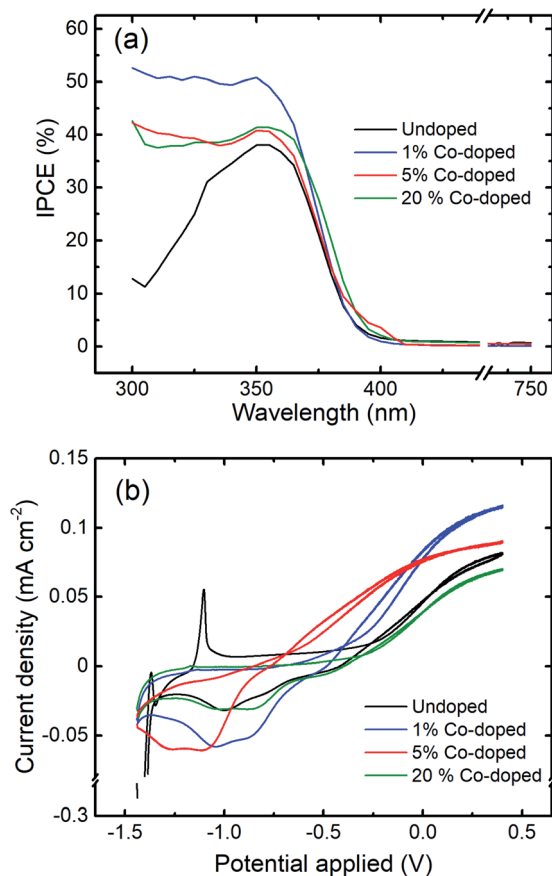 (a)
60
50
40
30
20
10
0
IPCE (%)
Undoped
1% Co-doped
5% Co-doped
20 % Co-doped
300
350
400
750
Wavelength (nm)
(b)
0.15
0.1
0.05
0
-0.05
-0.3
Current density (mA cm-2)
Undoped
1% Co-doped
5% Co-doped
20 % Co-doped
-1.5
-1.0
-0.5
0.0
0.5
Potential applied (V)